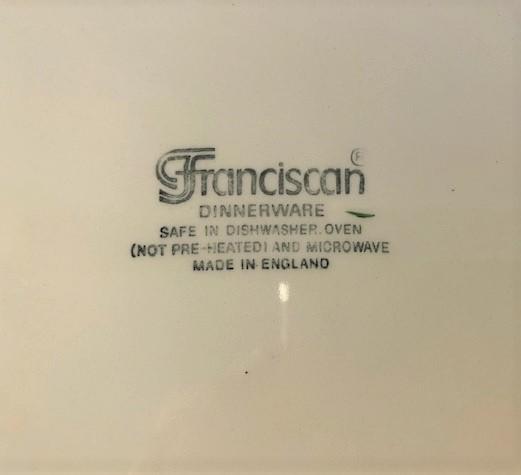 Franciscan®
DINNERWARE
SAFE IN DISHWASHER. OVEN
(NOT PRE-HEATED) AND MICROWAVE
MADE IN ENGLAND